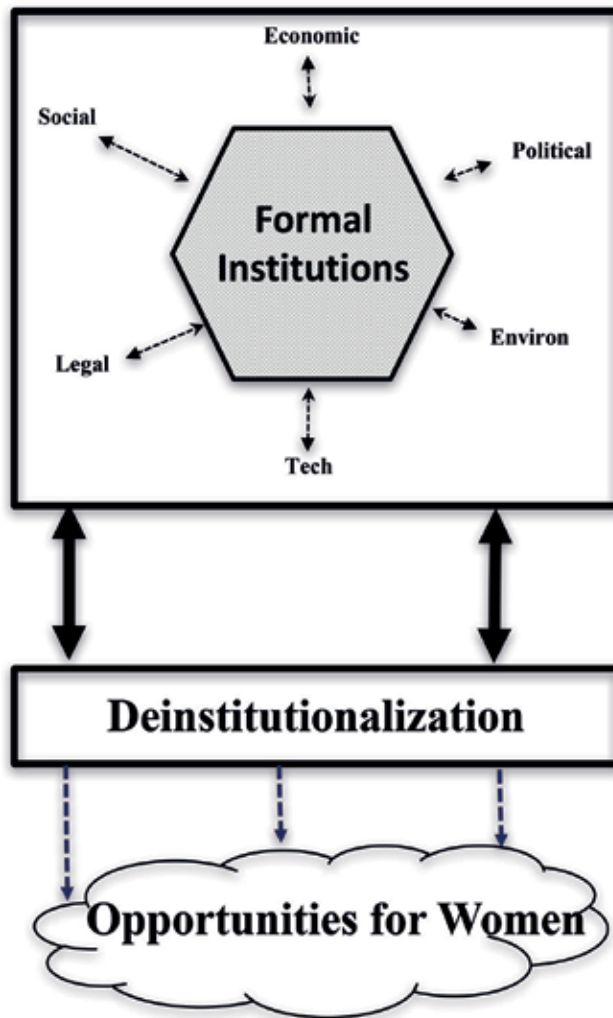 Economic
Social
Political
Formal
Institutions
Legal
Environ
Tech
Deinstitutionalization
Opportunities for Women